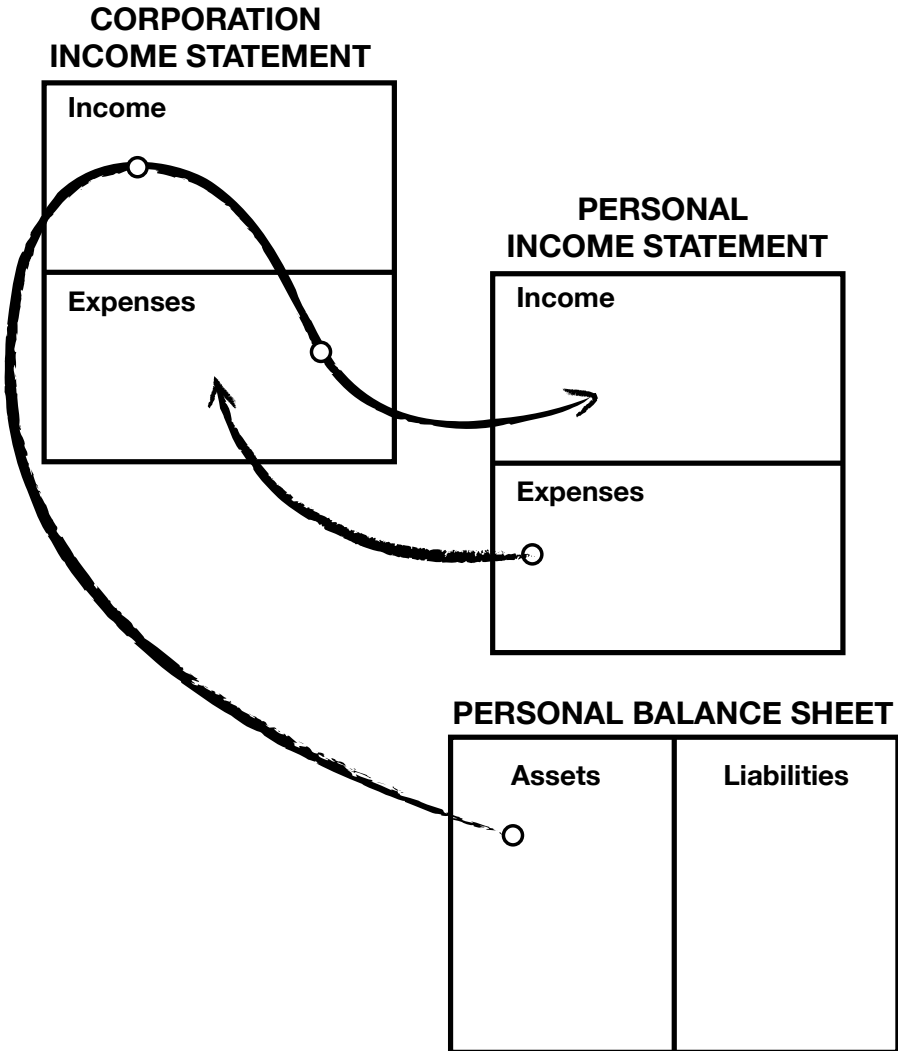 CORPORATION
INCOME STATEMENT
Income
Expenses
PERSONAL
INCOME STATEMENT
Income
Expenses
PERSONAL BALANCE SHEET
Assets
Liabilities